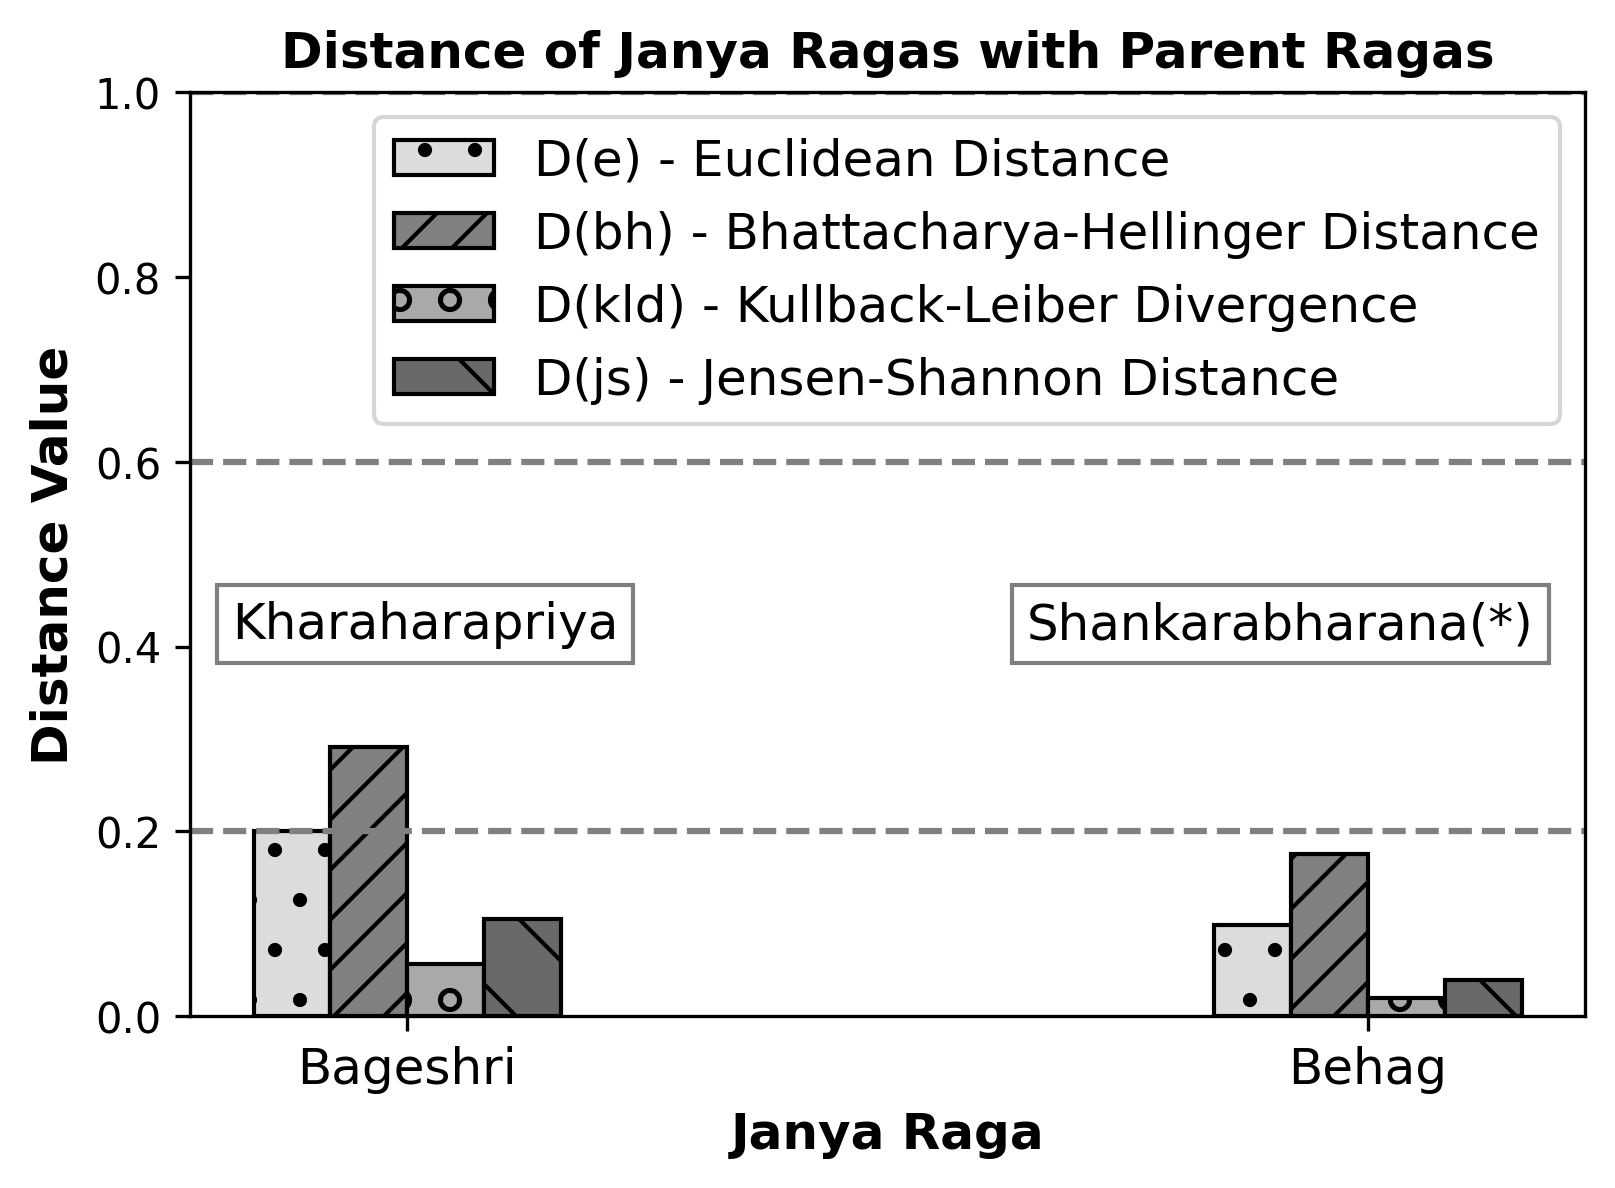 Distance of Janya Ragas with Parent Ragas
1.0
D(e) - Euclidean Distance
D(bh) - Bhattacharya-Hellinger Distance
D(kld) - Kullback-Leiber Divergence
D(js) - Jensen-Shannon Distance
0.8
0.6
0.4
0.2
0.0
Distance Value
Kharaharapriya
Shankarabharana(*)
Bageshri
Behag
Janya Raga